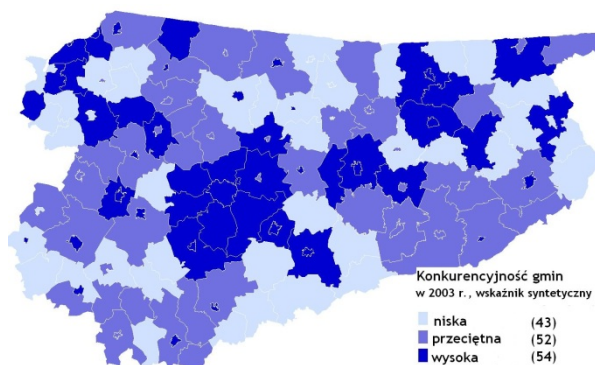 Konkurencyjność gmin
w 2003 r., wskaźnik syntetyczny
niska (43)
przeciętna (52)
wysoka (54)